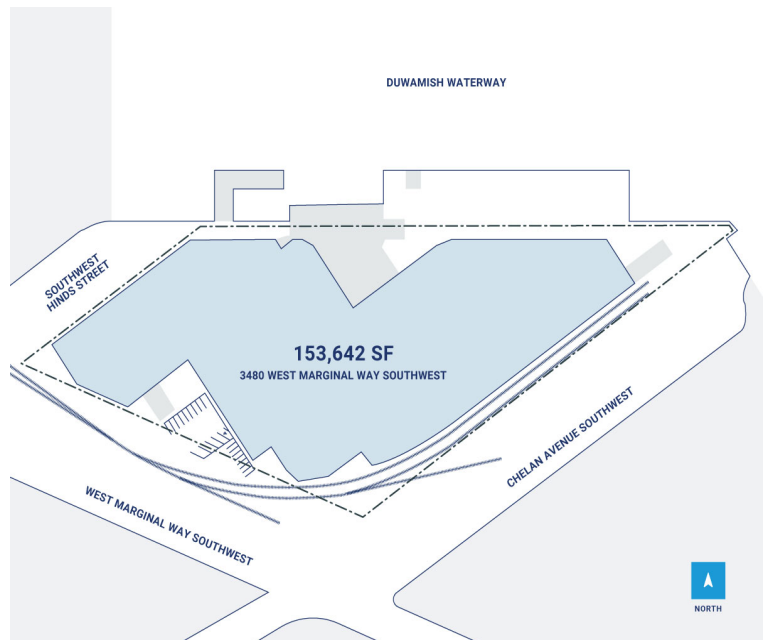 DUWAMISH WATERWAY
SOUTHWEST
HINDS STREET
153,642 SF
3480 WEST MARGINAL WAY SOUTHWEST
CHELAN AVENUE SOUTHWEST
WEST MARGINAL WAY SOUTHWEST
NORTH